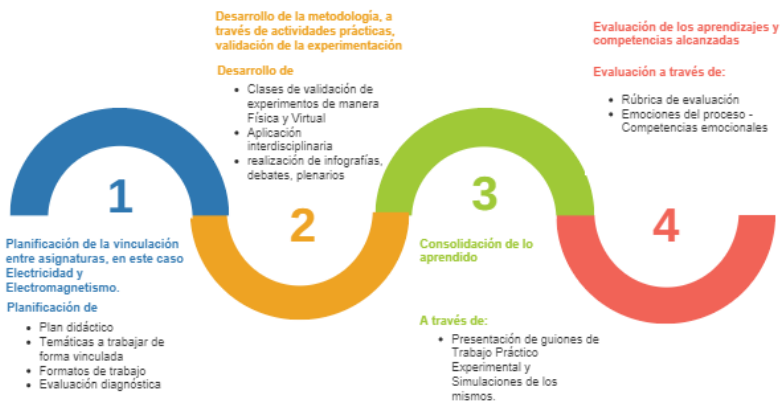 1
Planificación de la vinculación
entre asignaturas, en este caso
Electricidad y
Electromagnetismo.
Planificación de
• Plan didáctico
• Temáticas a trabajar de
forma vinculada
• Formatos de trabajo
• Evaluación diagnóstica
Desarrollo de la metodología, a
través de actividades prácticas,
validación de la experimentación
Desarrollo de
• Clases de validación de
experimentos de manera
Física y Virtual
• Aplicación
interdisciplinaria
• realización de infografías,
debates, plenarios
2
3
Consolidación de lo
aprendido
A través de:
• Presentación de guiones de
Trabajo Práctico
Experimental y
Simulaciones de los
mismos.
Evaluación de los aprendizajes y
competencias alcanzadas
Evaluación a través de:
• Rúbrica de evaluación
• Emociones del proceso -
Competencias emocionales
4